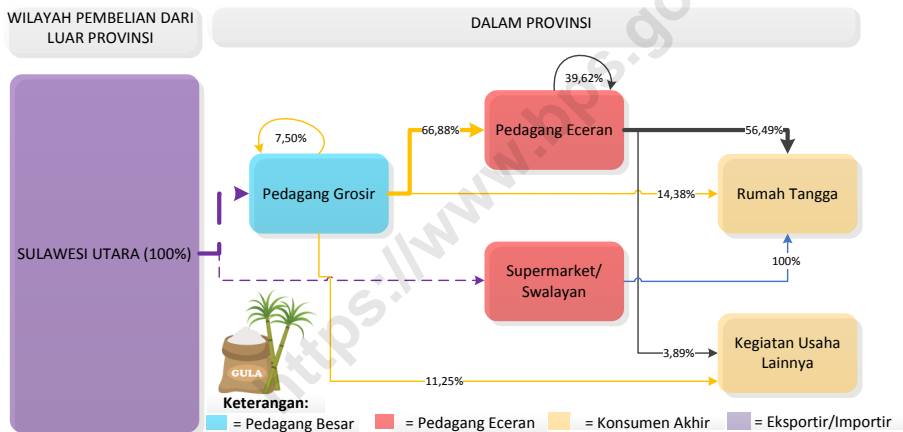 WILAYAH PEMBELIAN DARI
LUAR PROVINSI
DALAM PROVINSI
39,62%
7,50%
66,88%
Pedagang Eceran
56,49%
Pedagang Grosir
14,38%
Rumah Tangga
SULAWESI UTARA (100%)
Supermarket/
Swalayan
100%
Kegiatan Usaha
Lainnya
3,89%
GULA
11,25%
Keterangan:
= Pedagang Besar
= Pedagang Eceran
= Konsumen Akhir
= Eksportir/Importir
https://www.bps.go